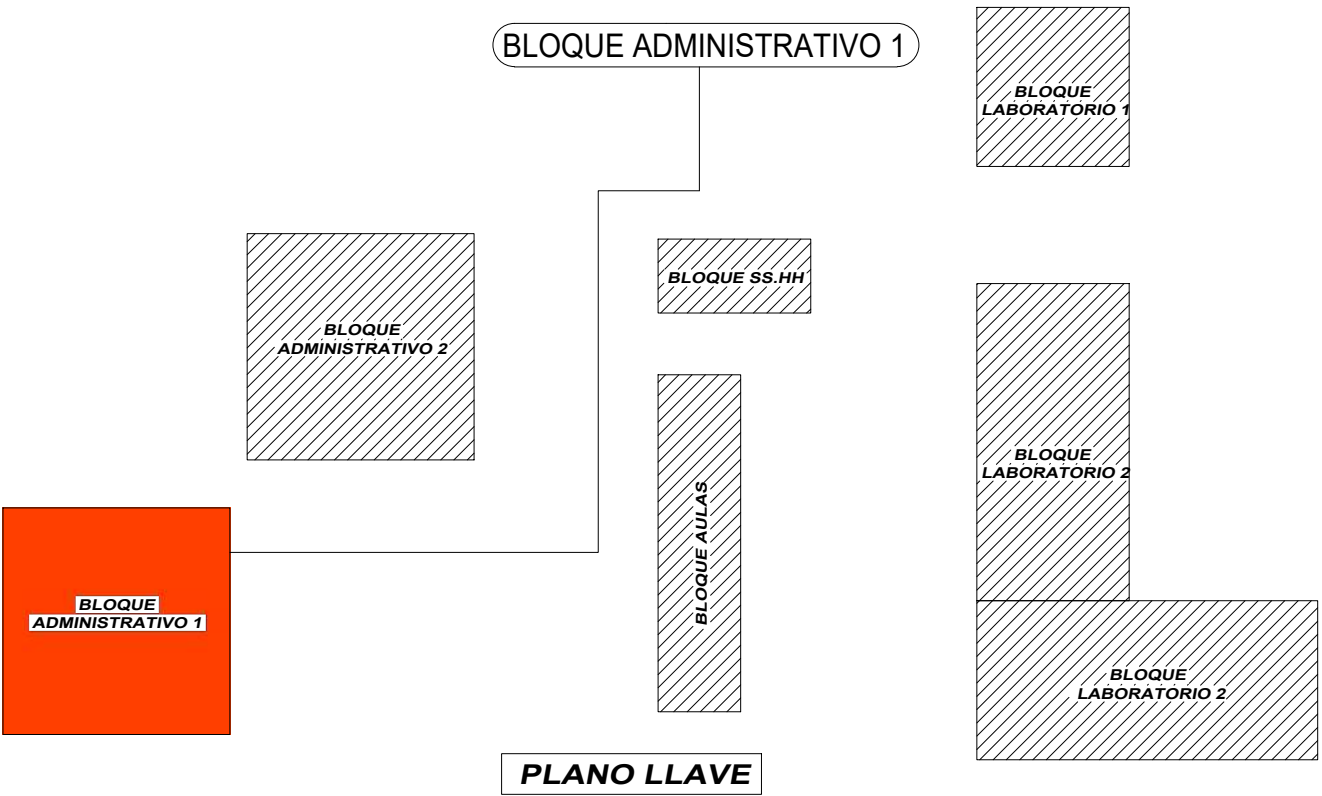 BLOQUE ADMINISTRATIVO 1
BLOQUE
LABORATORIO 1
BLOQUE SS.HH
BLOQUE
ADMINISTRATIVO 2
BLOQUE
LABORATORIO 2
BLOQUE AULAS
BLOQUE
ADMINISTRATIVO 1
BLOQUE
LABORATORIO 2
PLANO LLAVE